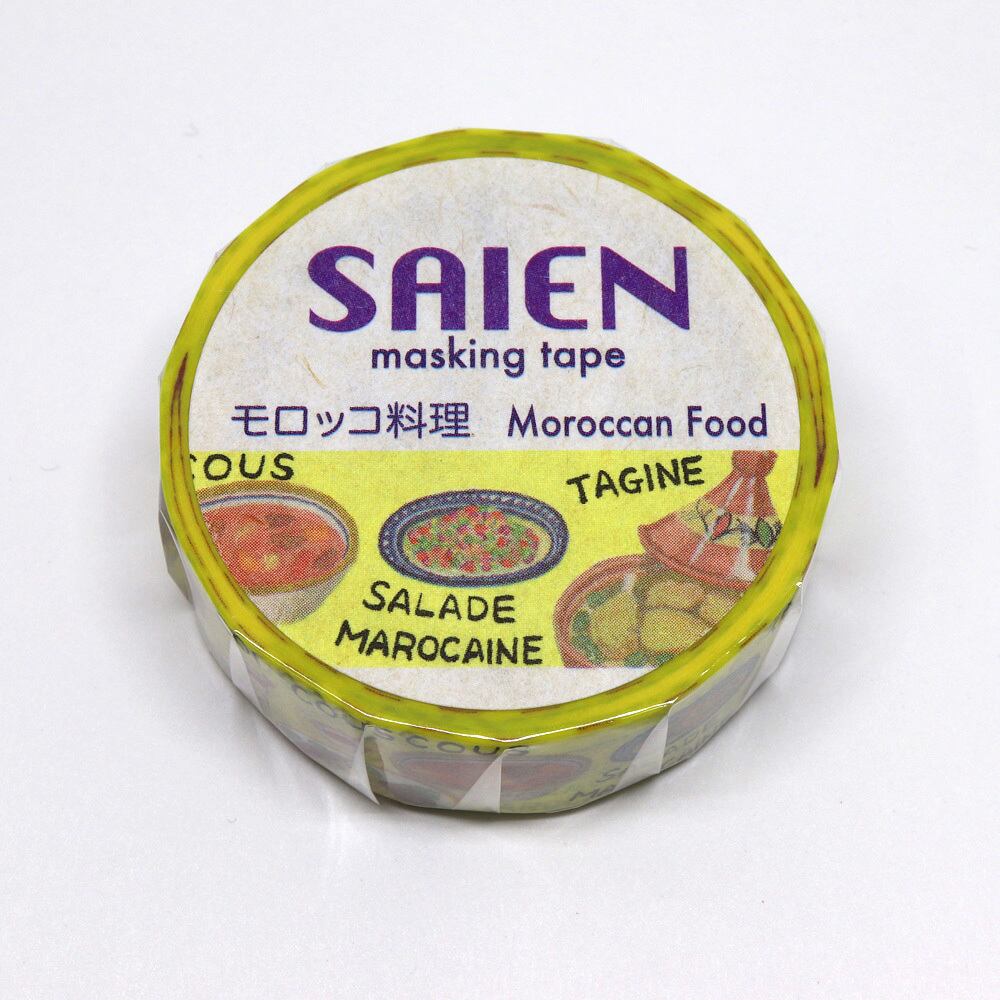 SAIEN
masking tape
モロッコ料理 Moroccan Food
COUS
TAGINE
SALADE
MAROCAINE
COUSCOUS